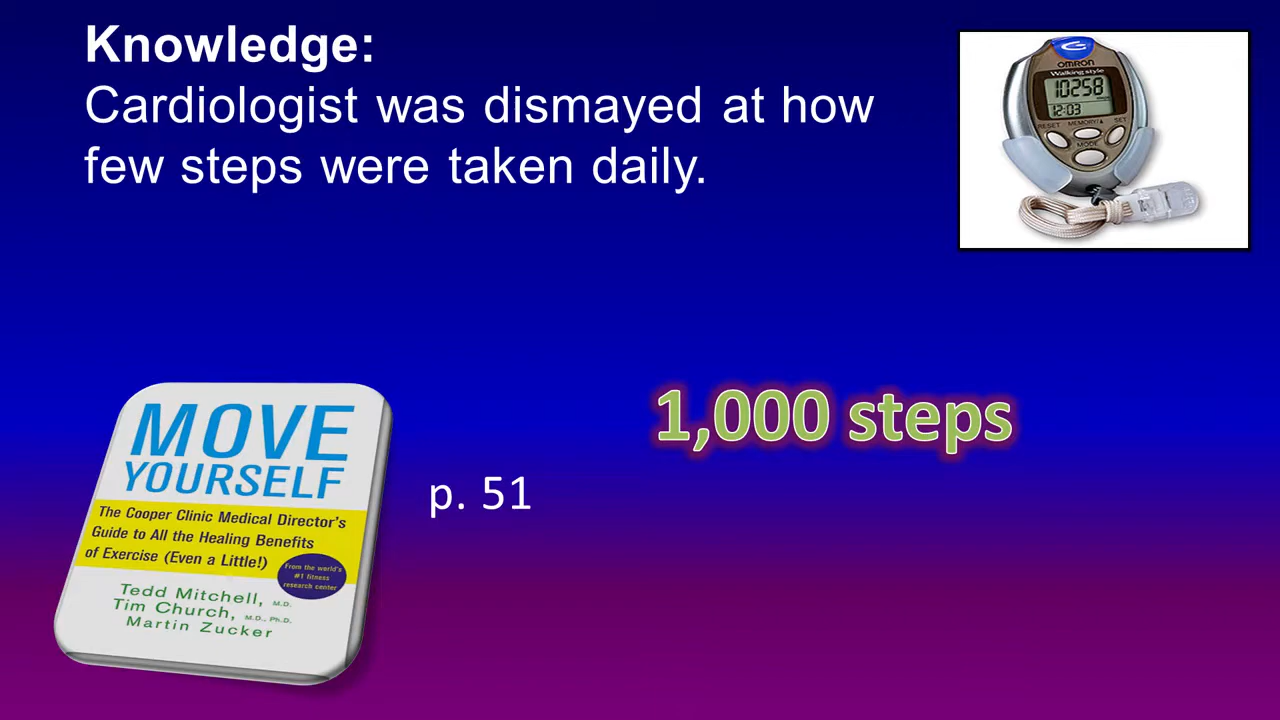 Knowledge:
Cardiologist was dismayed at how
few steps were taken daily.
OMRON
Walking style
10258
12:03
RESET MEMORY/▲ SET
MODE
1,000 steps
MOVE
YOURSELF
The Cooper Clinic Medical Director's
Guide to All the Healing Benefits
of Exercise (Even a Little!)
From the world's
#1 fitness
research center
Tedd Mitchell, M.D.
Tim Church, M.D., Ph.D.
Martin Zucker
p. 51